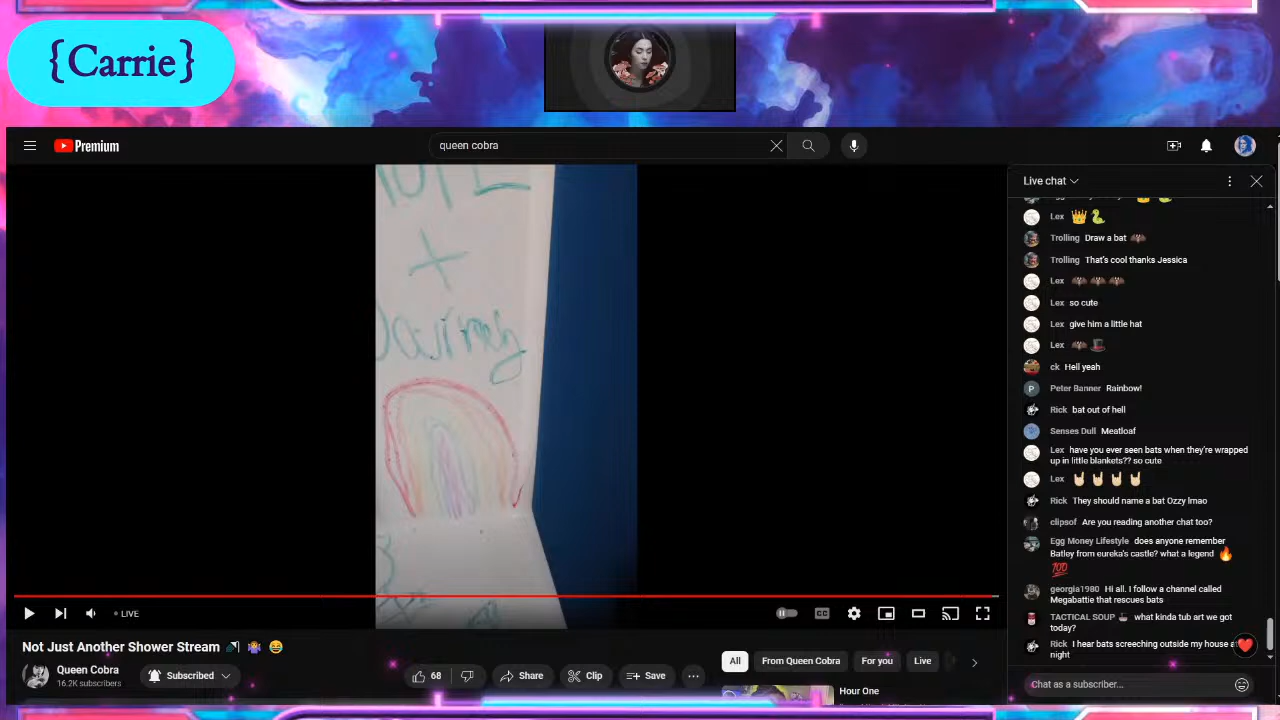 {Carrie}
Premium
queen cobra
+
Live chat
Lex
Trolling Draw a bat
Trolling That's cool thanks Jessica
Lex
Lex so cute
Lex give him a little hat
Lex
ck Hell yeah
Peter Banner Rainbow!
Rick bat out of hell
Senses Dull Meatloaf
Lex have you ever seen bats when they're wrapped
up in little blankets?? so cute
Lex
Rick They should name a bat Ozzy lmao
clipsof Are you reading another chat too?
Egg Money Lifestyle does anyone remember
Batley from eureka's castle? what a legend
georgia1980 Hi all. I follow a channel called
Megabattie that rescues bats
TACTICAL SOUP what kinda tub art we got
today?
Rick I hear bats screeching outside my house
night
Chat as a subscriber...
LIVE
Not Just Another Shower Stream
Queen Cobra
16.2K subscribers
Subscribed
68
Share
Clip
Save
All
From Queen Cobra
For you
Live
Hour One